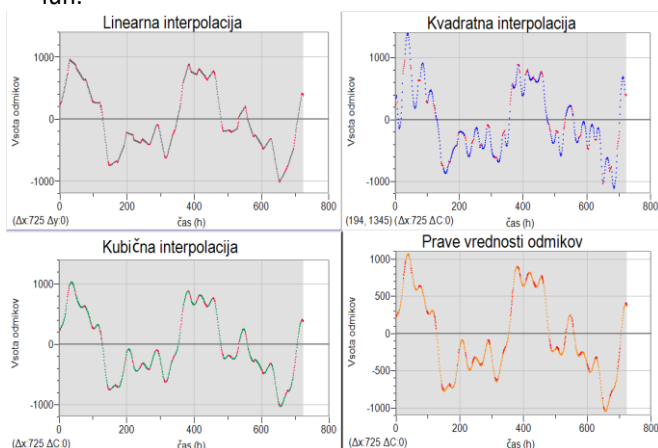 Linearna interpolacija
Vsota odmikov
1000
0
-1000
0 200 400 600 800
(Δx:725 Δy:0)
čas (h)
Kvadratna interpolacija
Vsota odmikov
1000
0
-1000
0 200 400 600 800
(194, 1345) (Δx:725 ΔC:0)
čas (h)
Kubična interpolacija
Vsota odmikov
1000
0
-1000
0 200 400 600 800
(Δx:725 ΔC:0)
čas (h)
Prave vrednosti odmikov
Vsota odmikov
1000
500
0
-500
-1000
0 200 400 600 800
(Δx:725 ΔC:0)
čas (h)